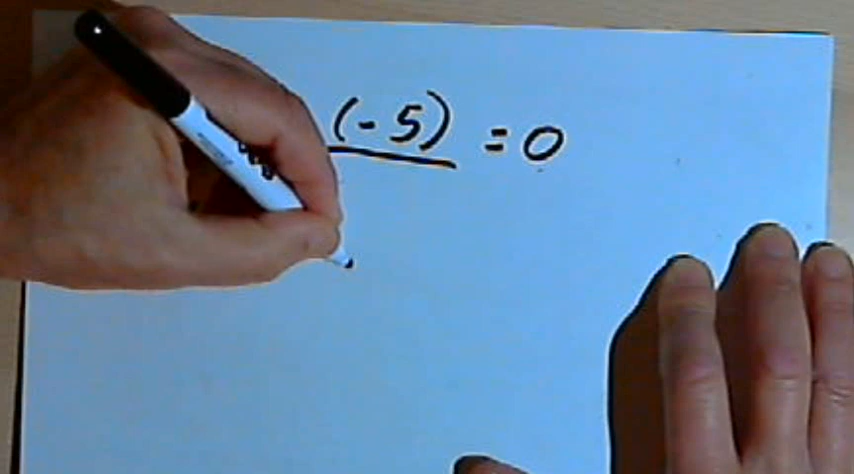 (-5) = 0